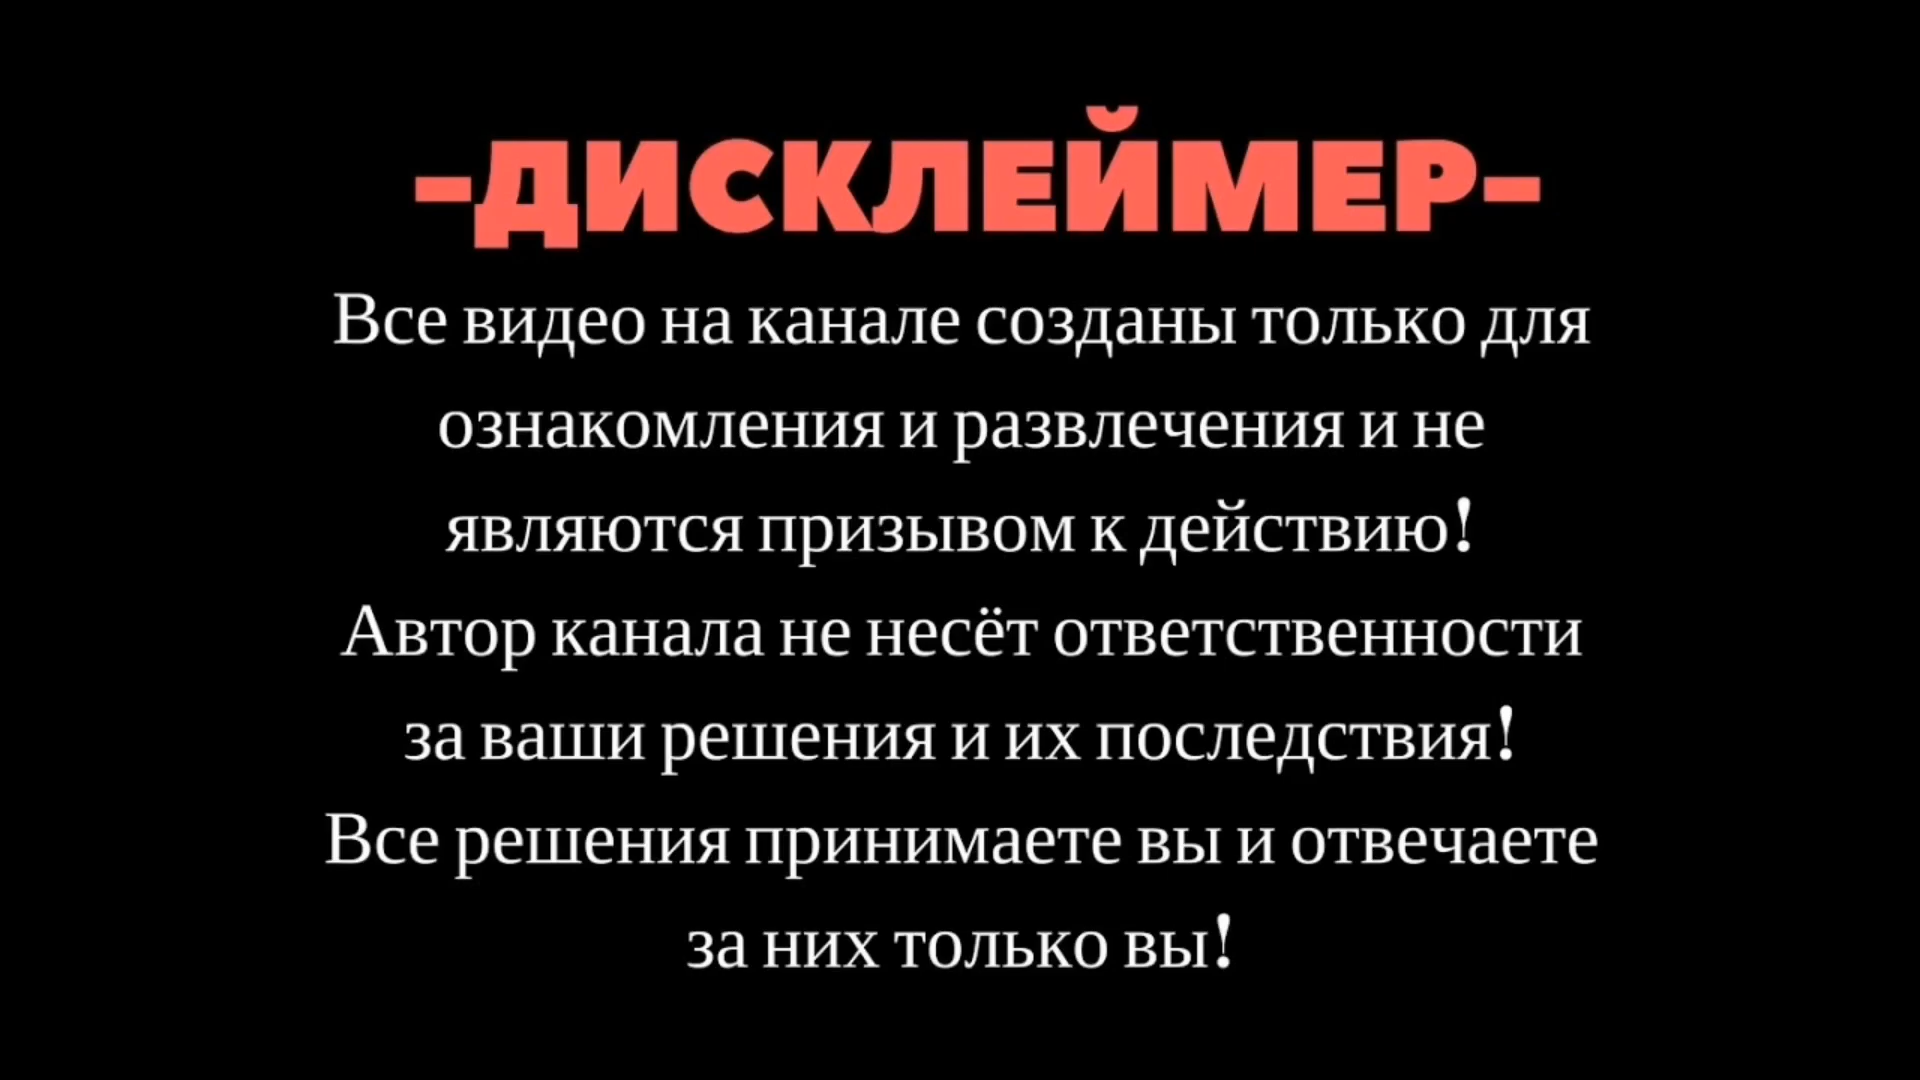 -ДИСКЛЕЙМЕР-
Все видео на канале созданы только для
ознакомления и развлечения и не
являются призывом к действию!
Автор канала не несёт ответственности
за ваши решения и их последствия!
Все решения принимаете вы и отвечаете
за них только вы!